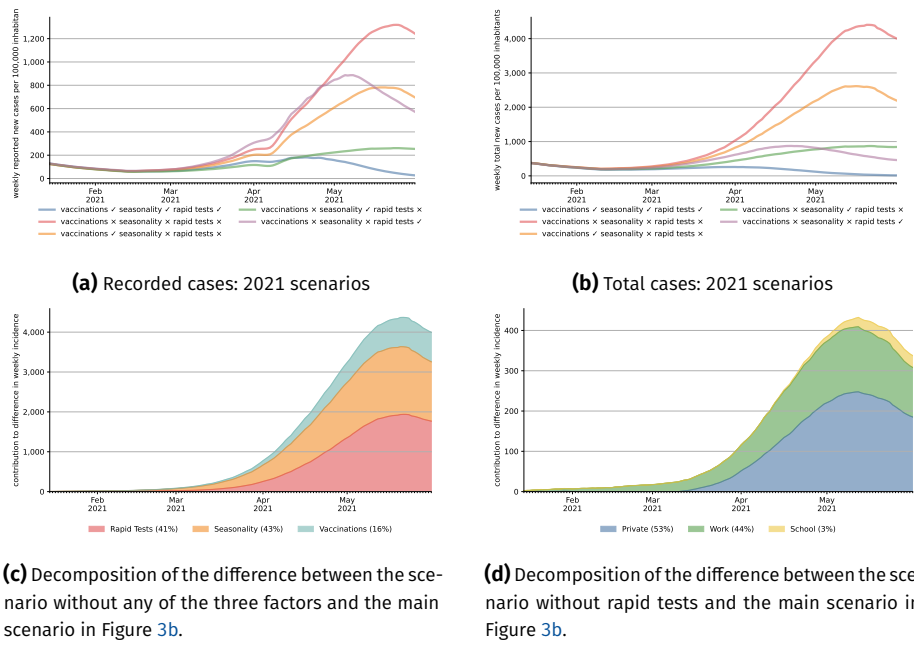 weekly reported new cases per 100,000 inhabitan
1,200
1,000
800
600
400
200
0
Feb
2021
Mar
2021
Apr
2021
May
2021
vaccinations ✓ seasonality ✓ rapid tests ✓
vaccinations × seasonality × rapid tests ×
vaccinations ✓ seasonality × rapid tests ×
vaccinations × seasonality ✓ rapid tests ×
vaccinations × seasonality × rapid tests ✓
(a) Recorded cases: 2021 scenarios
weekly total new cases per 100,000 inhabitants
4,000
3,000
2,000
1,000
0
Feb
2021
Mar
2021
Apr
2021
May
2021
vaccinations ✓ seasonality ✓ rapid tests ✓
vaccinations × seasonality × rapid tests ×
vaccinations ✓ seasonality × rapid tests ×
vaccinations × seasonality ✓ rapid tests ×
vaccinations × seasonality × rapid tests ✓
(b) Total cases: 2021 scenarios
contribution to difference in weekly incidence
4,000
3,000
2,000
1,000
0
Feb
2021
Mar
2021
Apr
2021
May
2021
Rapid Tests (41%) Seasonality (43%) Vaccinations (16%)
(c) Decomposition of the difference between the sce-
nario without any of the three factors and the main
scenario in Figure 3b.
contribution to difference in weekly incidence
400
300
200
100
0
Feb
2021
Mar
2021
Apr
2021
May
2021
Private (53%) Work (44%) School (3%)
(d) Decomposition of the difference between the sce
nario without rapid tests and the main scenario in
Figure 3b.